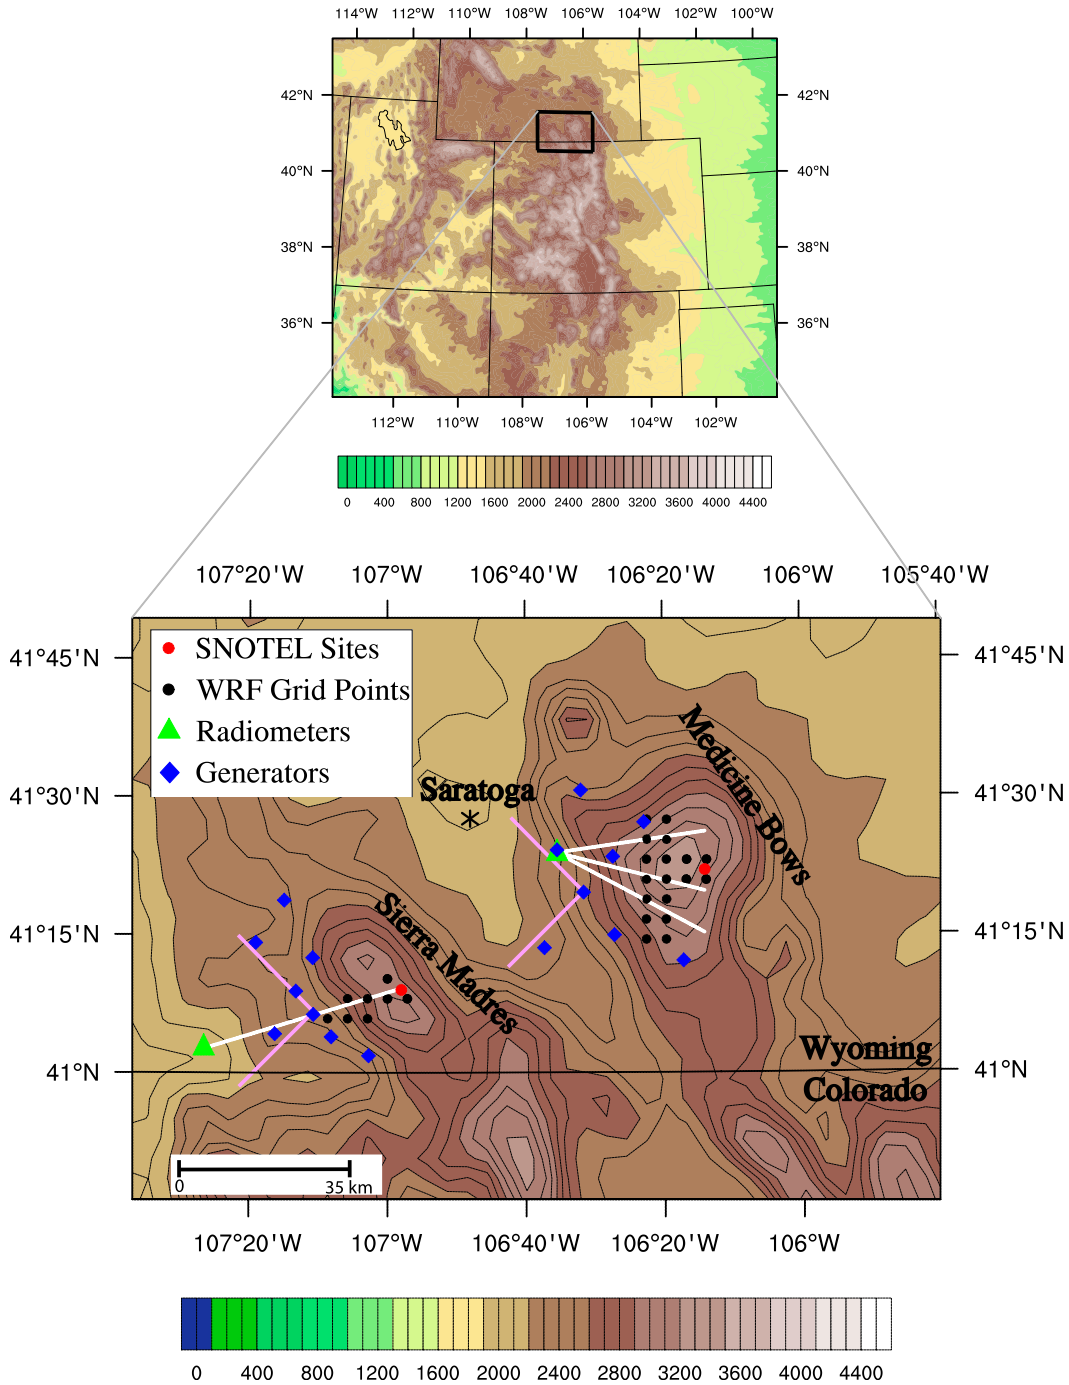 114°W 112°W 110°W 108°W 106°W 104°W 102°W 100°W
42°N 42°N
40°N 40°N
38°N 38°N
36°N 36°N
112°W 110°W 108°W 106°W 104°W 102°W
0 400 800 1200 1600 2000 2400 2800 3200 3600 4000 4400
107°20'W 107°W 106°40'W 106°20'W 106°W 105°40'W
SNOTEL Sites
WRF Grid Points
Radiometers
Generators
41°45'N 41°45'N
Medicine Bows
Saratoga
41°30'N 41°30'N
Sierra Madres
41°15'N 41°15'N
Wyoming
41°N 41°N
Colorado
0 35 km
107°20'W 107°W 106°40'W 106°20'W 106°W
0 400 800 1200 1600 2000 2400 2800 3200 3600 4000 4400